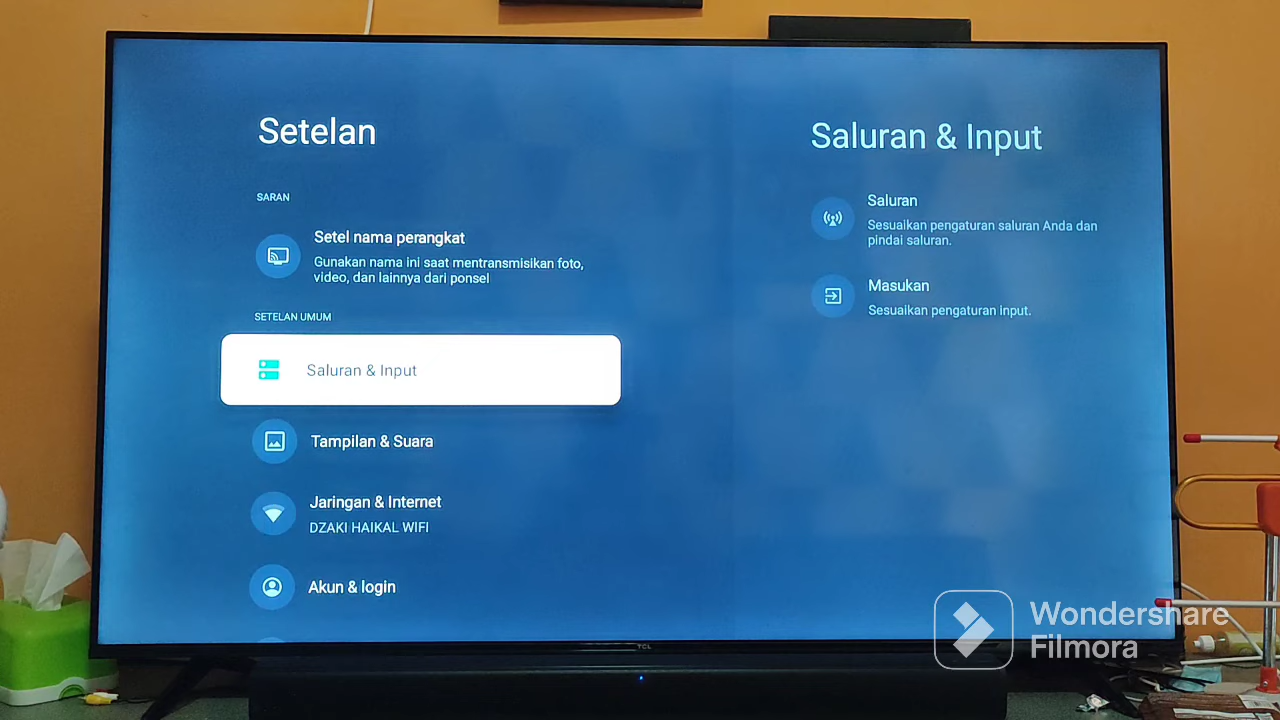 Setelan
SARAN
Setel nama perangkat
Gunakan nama ini saat mentransmisikan foto,
video, dan lainnya dari ponsel
SETELAN UMUM
Saluran & Input
Tampilan & Suara
Jaringan & Internet
DZAKI HAIKAL WIFI
Akun & login
Saluran & Input
Saluran
Sesuaikan pengaturan saluran Anda dan
pindai saluran.
Masukan
Sesuaikan pengaturan input.
TCL
Wondershare
Filmora